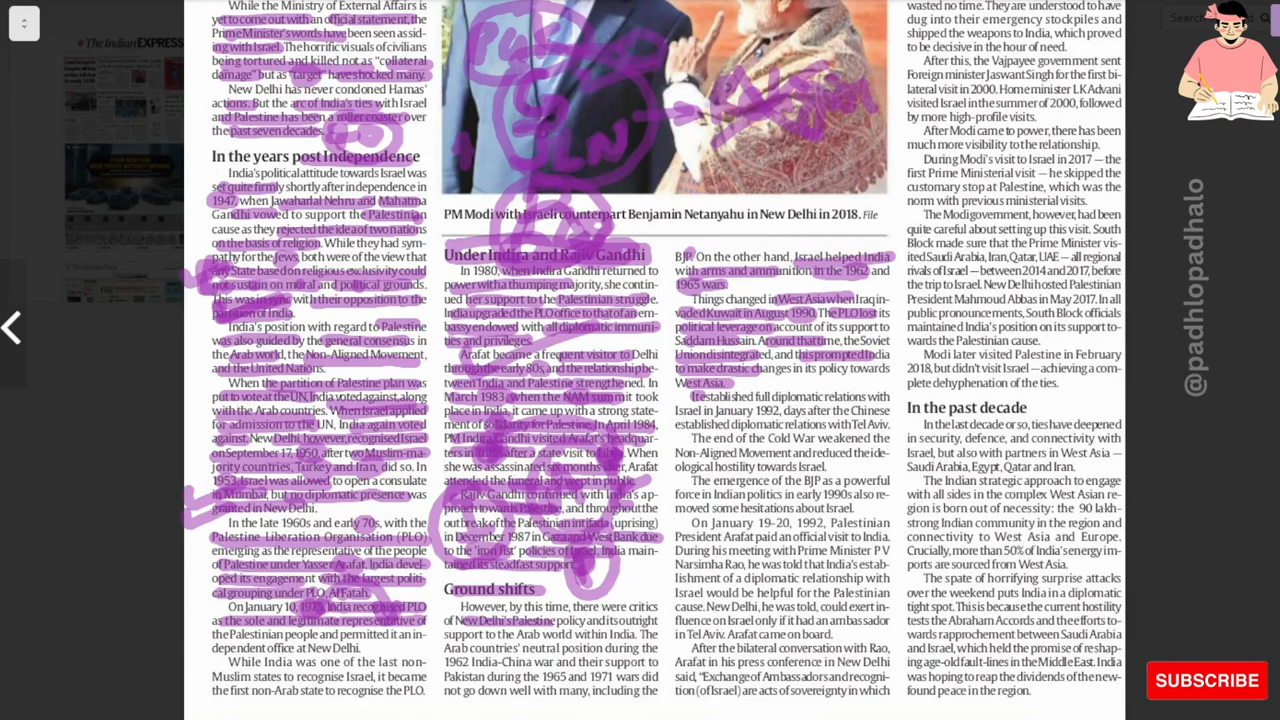 Search
The Indian EXPRESS
While the Ministry of External Affairs is
yet to come out with an official statement, the
Prime Minister's words have been seen as sid-
ing with Israel. The horrific visuals of civilians
being tortured and killed not as "collateral
damage" but as "target" have shocked many.
New Delhi has never condoned Hamas'
actions. But the arc of India's ties with Israel
and Palestine has been a roller coaster over
the past seven decades.
In the years post Independence
India's political attitude towards Israel was
set quite firmly shortly after independence in
1947, when Jawaharlal Nehru and Mahatma
Gandhi vowed to support the Palestinian
cause as they rejected the idea of two nations
on the basis of religion. While they had sym-
pathy for the Jews, both were of the view that
any State based on religious exclusivity could
not sustain on moral and political grounds.
This was in sync with their opposition to the
partition of India.
India's position with regard to Palestine
was also guided by the general consensus in
the Arab world, the Non-Aligned Movement,
and the United Nations.
When the partition of Palestine plan was
put to vote at the UN, India voted against, along
with the Arab countries. When Israel applied
for admission to the UN, India again voted
against. New Delhi, however, recognised Israel
on September 17, 1950, after two Muslim-ma-
jority countries, Turkey and Iran, did so. In
1953, Israel was allowed to open a consulate
in Mumbai, but no diplomatic presence was
granted in New Delhi.
In the late 1960s and early 70s, with the
Palestine Liberation Organisation (PLO)
emerging as the representative of the people
of Palestine under Yasser Arafat, India devel-
oped its engagement with the largest politi-
cal grouping under PLO, Al Fatah.
On January 10, 1975, India recognised PLO
as the sole and legitimate representative of
the Palestinian people and permitted it an in-
dependent office at New Delhi.
While India was one of the last non-
Muslim states to recognise Israel, it became
the first non-Arab state to recognise the PLO.
PM Modi with Israeli counterpart Benjamin Netanyahu in New Delhi in 2018. File
Under Indira and Rajiv Gandhi
In 1980, when Indira Gandhi returned to
power with a thumping majority, she contin-
ued her support to the Palestinian struggle.
India upgraded the PLO office to that of an em-
bassy endowed with all diplomatic immuni-
ties and privileges.
Arafat became a frequent visitor to Delhi
through the early 80s, and the relationship be-
tween India and Palestine strengthened. In
March 1983, when the NAM summit took
place in India, it came up with a strong state-
ment of solidarity for Palestine. In April 1984,
PM Indira Gandhi visited Arafat's headquar-
ters in Tunis after a state visit to Libya. When
she was assassinated six months later, Arafat
attended the funeral and wept in public.
Rajiv Gandhi continued with Indira's ap-
proach towards Palestine, and throughout the
outbreak of the Palestinian intifada (uprising)
in December 1987 in Gaza and West Bank due
to the 'iron fist' policies of Israel, India main-
tained its steadfast support.
Ground shifts
However, by this time, there were critics
of New Delhi's Palestine policy and its outright
support to the Arab world within India. The
Arab countries' neutral position during the
1962 India-China war and their support to
Pakistan during the 1965 and 1971 wars did
not go down well with many, including the
BJP. On the other hand, Israel helped India
with arms and ammunition in the 1962 and
1965 wars.
Things changed in West Asia when Iraq in-
vaded Kuwait in August 1990. The PLO lost its
political leverage on account of its support to
Saddam Hussain. Around that time, the Soviet
Union disintegrated, and this prompted India
to make drastic changes in its policy towards
West Asia.
It established full diplomatic relations with
Israel in January 1992, days after the Chinese
established diplomatic relations with Tel Aviv.
The end of the Cold War weakened the
Non-Aligned Movement and reduced the ide-
ological hostility towards Israel.
The emergence of the BJP as a powerful
force in Indian politics in early 1990s also re-
moved some hesitations about Israel.
On January 19-20, 1992, Palestinian
President Arafat paid an official visit to India.
During his meeting with Prime Minister P V
Narsimha Rao, he was told that India's estab-
lishment of a diplomatic relationship with
Israel would be helpful for the Palestinian
cause. New Delhi, he was told, could exert in-
fluence on Israel only if it had an ambassador
in Tel Aviv. Arafat came on board.
After the bilateral conversation with Rao,
Arafat in his press conference in New Delhi
said, "Exchange of Ambassadors and recogni-
tion (of Israel) are acts of sovereignty in which
wasted no time. They are understood to have
dug into their emergency stockpiles and
shipped the weapons to India, which proved
to be decisive in the hour of need.
After this, the Vajpayee government sent
Foreign minister Jaswant Singh for the first bi-
lateral visit in 2000. Home minister L K Advani
visited Israel in the summer of 2000, followed
by more high-profile visits.
After Modi came to power, there has been
much more visibility to the relationship.
During Modi's visit to Israel in 2017 — the
first Prime Ministerial visit — he skipped the
customary stop at Palestine, which was the
norm with previous ministerial visits.
The Modi government, however, had been
quite careful about setting up this visit. South
Block made sure that the Prime Minister vis-
ited Saudi Arabia, Iran, Qatar, UAE — all regional
rivals of Israel — between 2014 and 2017, before
the trip to Israel. New Delhi hosted Palestinian
President Mahmoud Abbas in May 2017. In all
public pronouncements, South Block officials
maintained India's position on its support to-
wards the Palestinian cause.
Modi later visited Palestine in February
2018, but didn't visit Israel — achieving a com-
plete dehyphenation of the ties.
In the past decade
In the last decade or so, ties have deepened
in security, defence, and connectivity with
Israel, but also with partners in West Asia —
Saudi Arabia, Egypt, Qatar and Iran.
The Indian strategic approach to engage
with all sides in the complex West Asian re-
gion is born out of necessity: the 90 lakh-
strong Indian community in the region and
connectivity to West Asia and Europe.
Crucially, more than 50% of India's energy im-
ports are sourced from West Asia.
The spate of horrifying surprise attacks
over the weekend puts India in a diplomatic
tight spot. This is because the current hostility
tests the Abraham Accords and the efforts to-
wards rapprochement between Saudi Arabia
and Israel, which held the promise of reshap-
ing age-old fault-lines in the Middle East. India
was hoping to reap the dividends of the new-
found peace in the region.
@padhlopadhalo
SUBSCRIBE